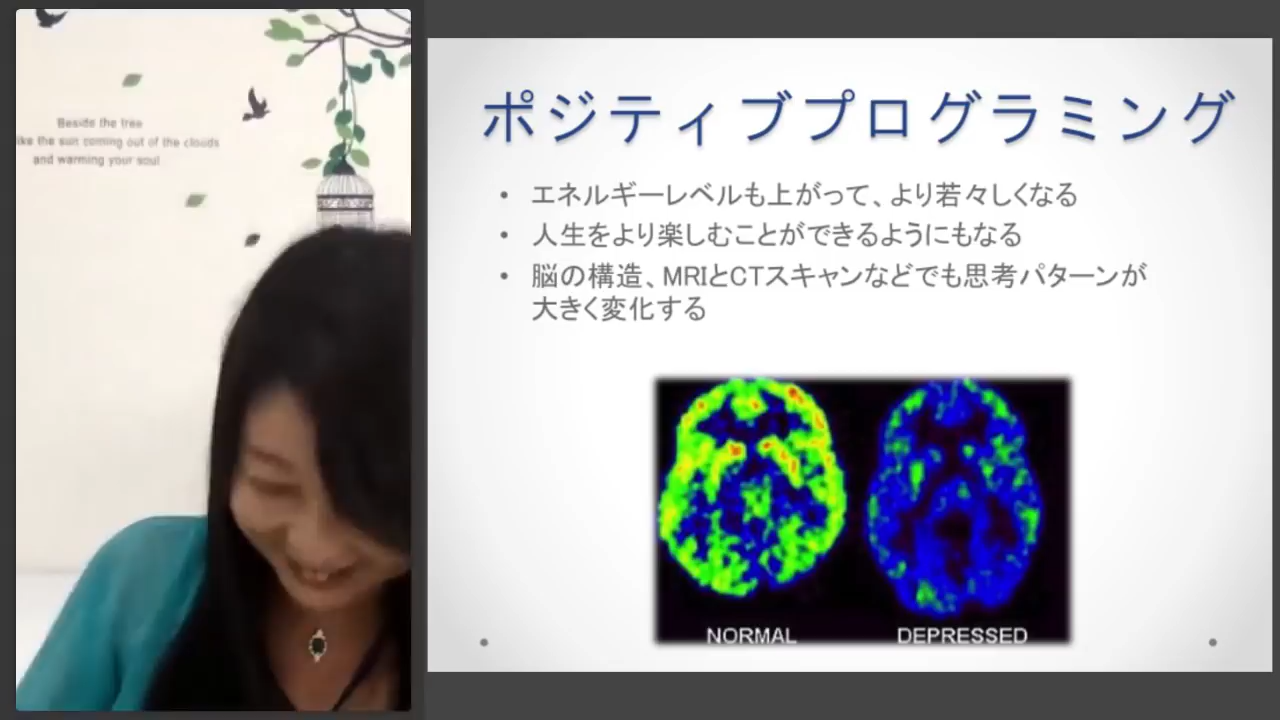 Beside the tree
like the sun coming out of the clouds
and warming your soul
ポジティブプログラミング
• エネルギーレベルも上がって、より若々しくなる
• 人生をより楽しむことができるようにもなる
• 脳の構造、MRIとCTスキャンなどでも思考パターンが
大きく変化する
NORMAL
DEPRESSED